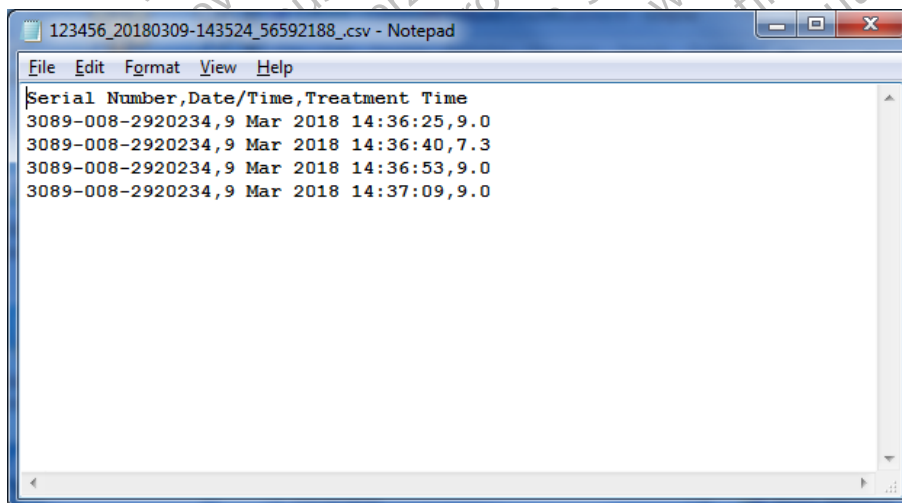 123456_20180309-143524_56592188_.csv - Notepad
File Edit Format View Help
Serial Number,Date/Time,Treatment Time
3089-008-2920234,9 Mar 2018 14:36:25,9.0
3089-008-2920234,9 Mar 2018 14:36:40,7.3
3089-008-2920234,9 Mar 2018 14:36:53,9.0
3089-008-2920234,9 Mar 2018 14:37:09,9.0